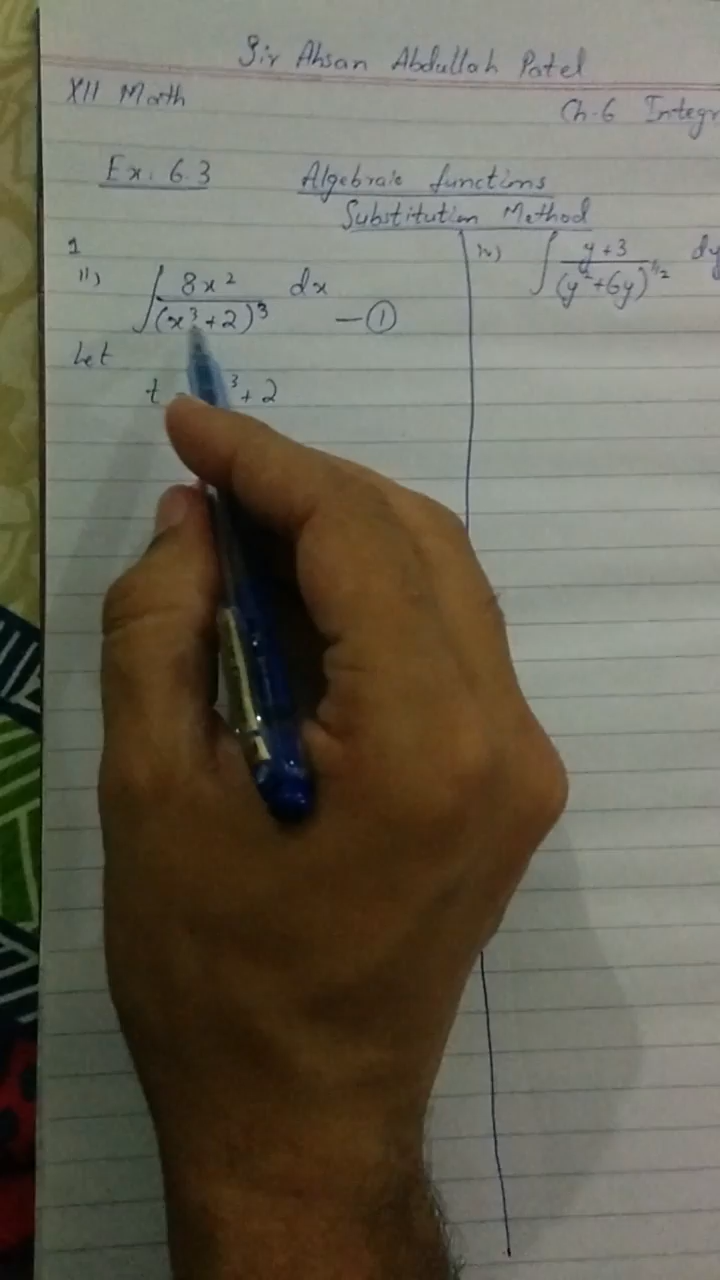 Sir Ahsan Abdullah Patel
XII Math
Ch-6 Integr
Ex. 6.3
Algebraic functions
Substitution Method
1
ii) ∫ 8x² / (x³+2)³ dx — ①
Let
t = ³+2
iv) ∫ y+3 / (y²+6y)^1/2 dy